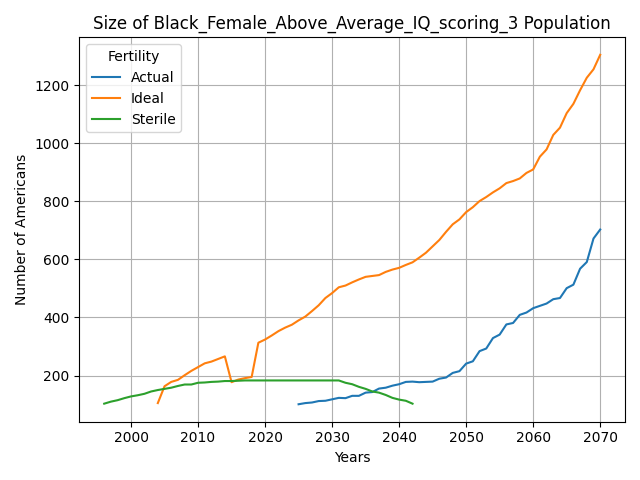 Size of Black_Female_Above_Average_IQ_scoring_3 Population
Fertility
Actual
Ideal
Sterile
Number of Americans
1200
1000
800
600
400
200
2000
2010
2020
2030
2040
2050
2060
2070
Years